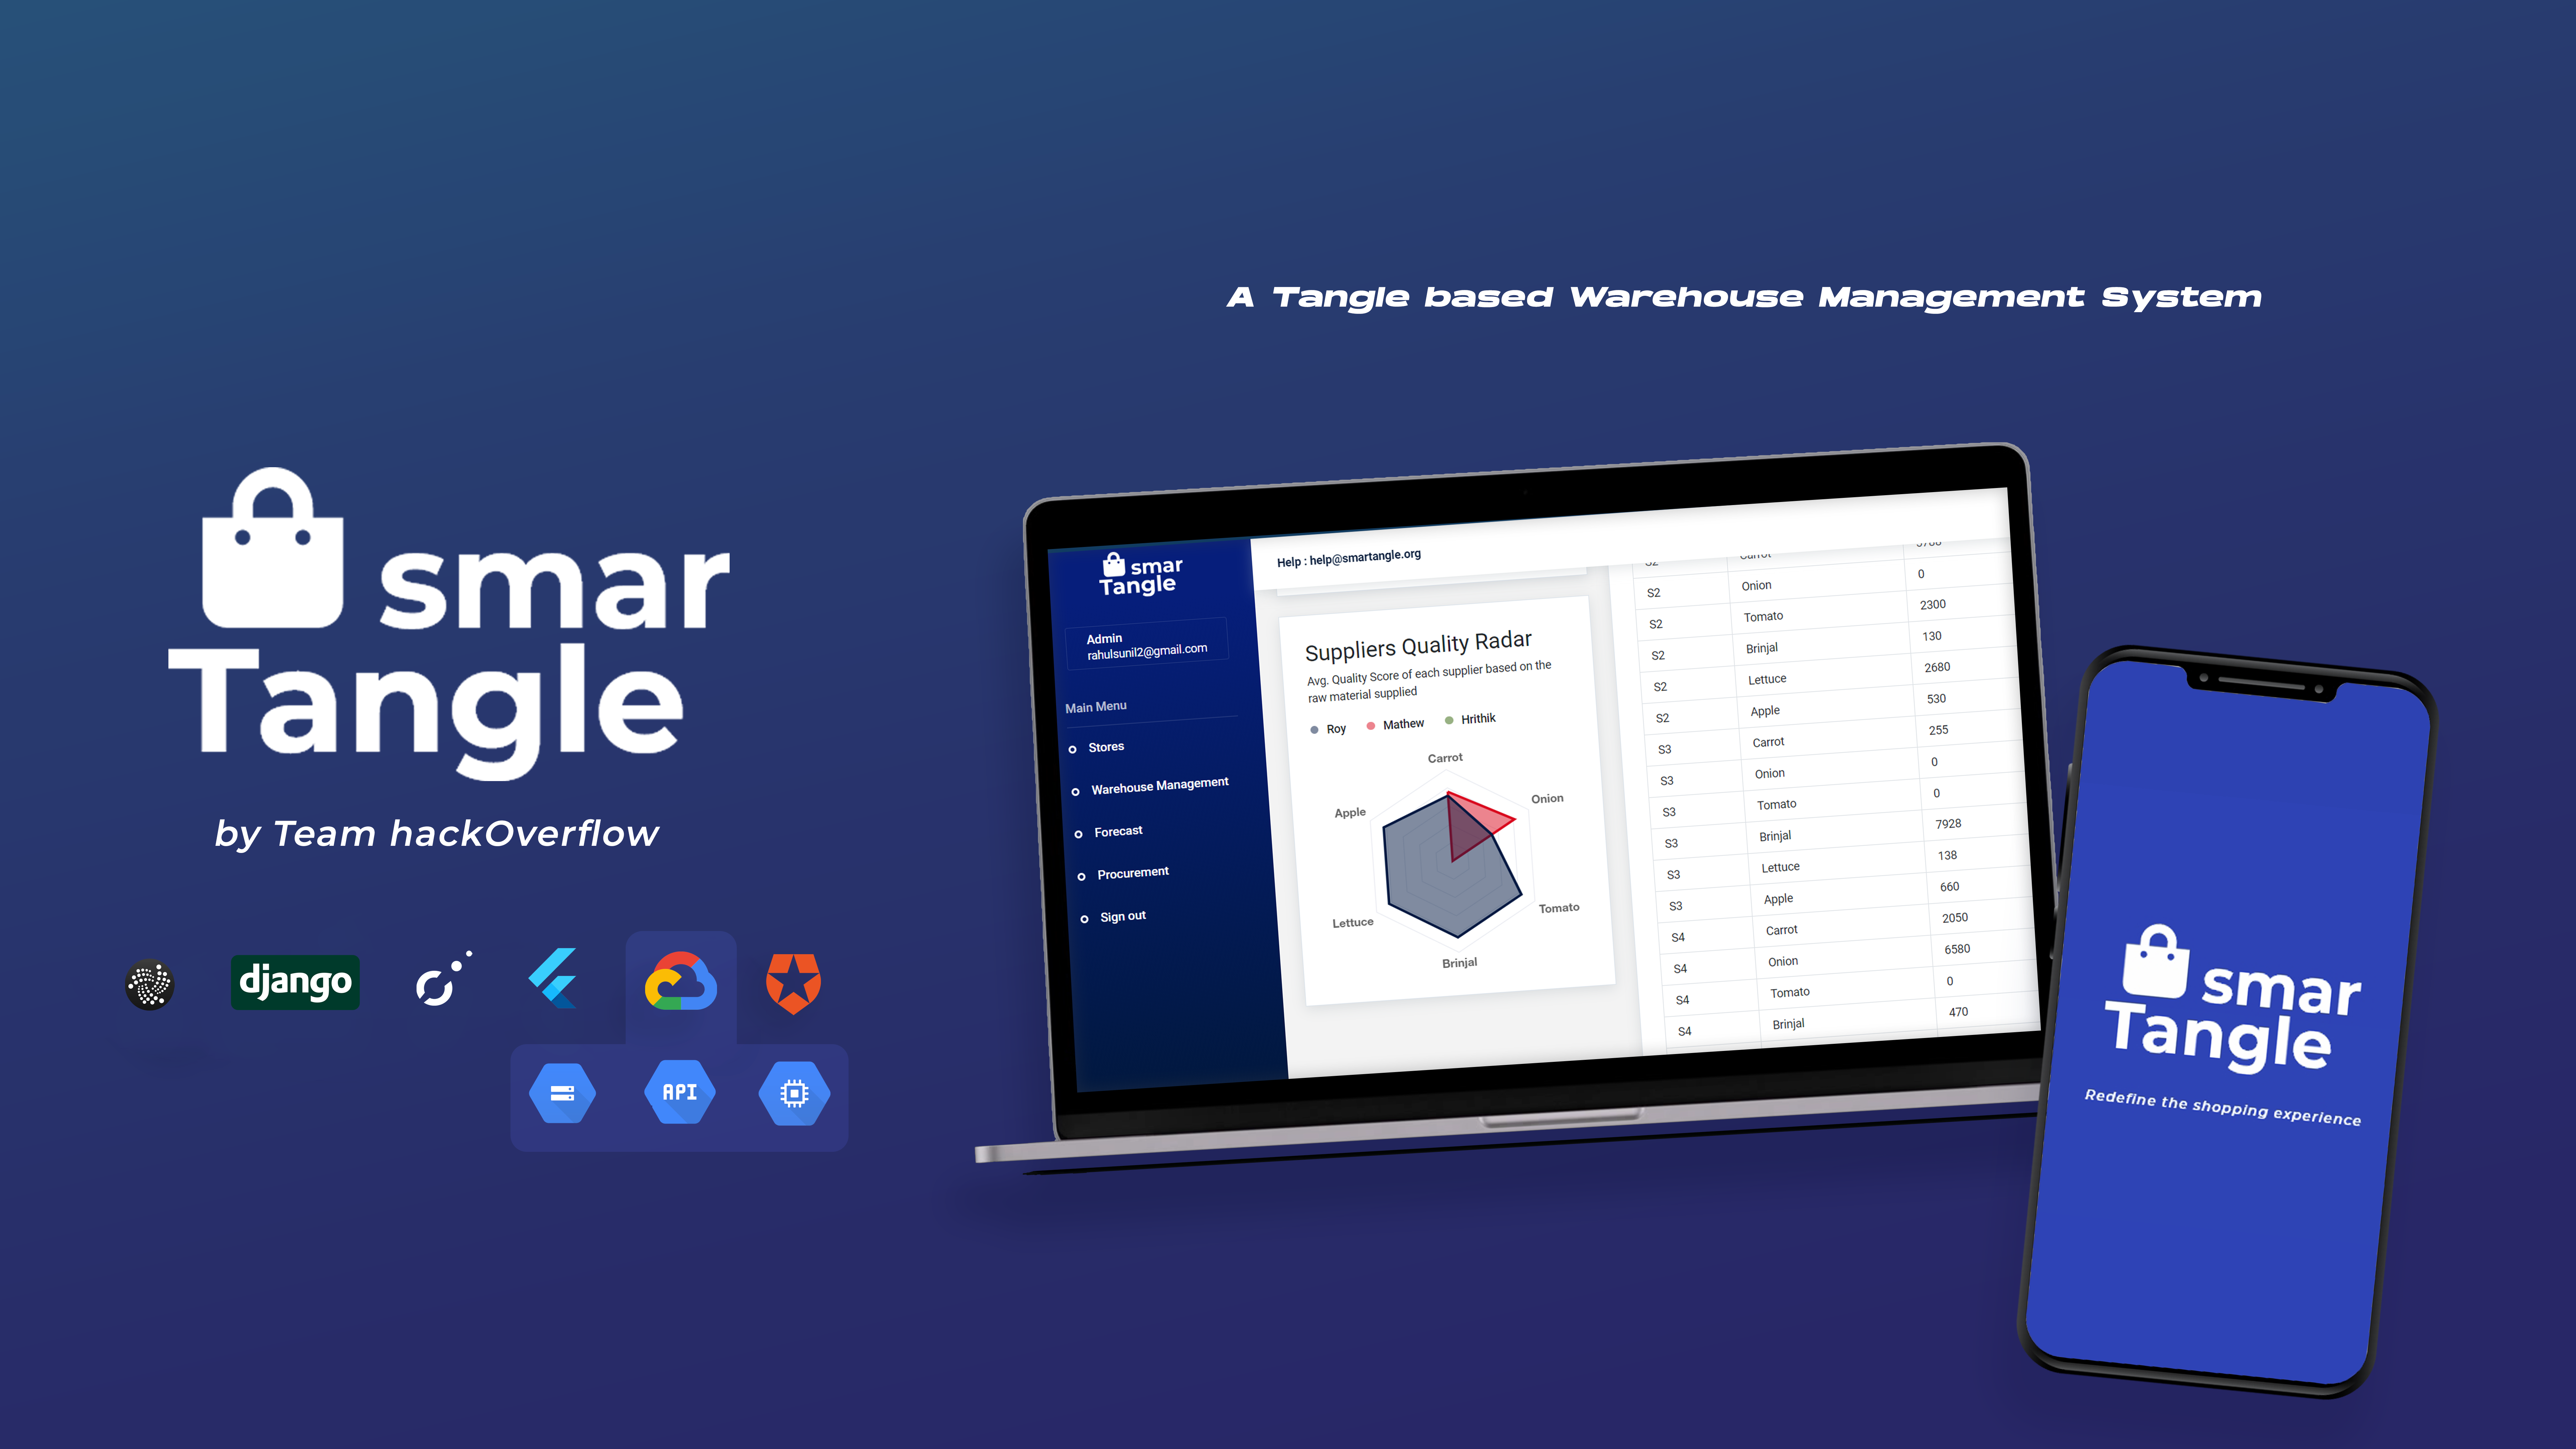 A Tangle based Warehouse Management System
smar
Tangle
by Team hackOverflow
django
API
smar
Tangle
Admin
rahulsunil2@gmail.com
Main Menu
Stores
Warehouse Management
Forecast
Procurement
Sign out
Help : help@smartangle.org
Suppliers Quality Radar
Avg. Quality Score of each supplier based on the
raw material supplied
Roy Mathew Hrithik
Carrot
Onion
Tomato
Brinjal
Lettuce
Apple
S2 Carrot
S2 Onion 0
S2 Tomato 2300
S2 Brinjal 130
S2 Lettuce 2680
S2 Apple 530
S3 Carrot 255
S3 Onion 0
S3 Tomato 0
S3 Brinjal 7928
S3 Lettuce 138
S3 Apple 660
S4 Carrot 2050
S4 Onion 6580
S4 Tomato 0
S4 Brinjal 470
smar
Tangle
Redefine the shopping experience